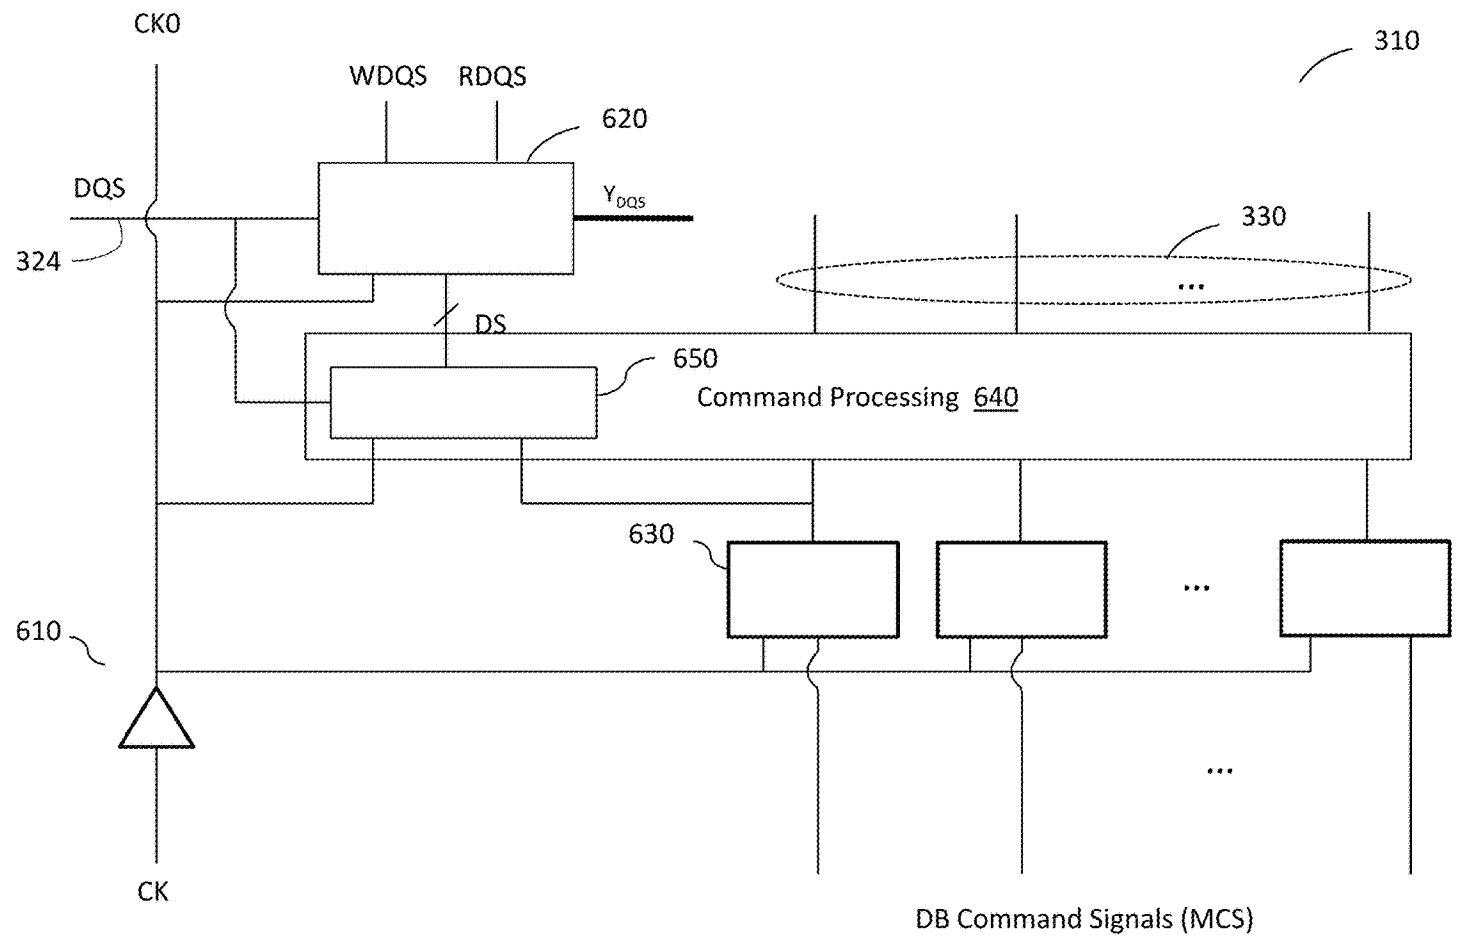 CK0
310
WDQS RDQS
620
DQS
Y_DQS
330
324
...
DS
650
Command Processing 640
630
...
610
...
CK
DB Command Signals (MCS)